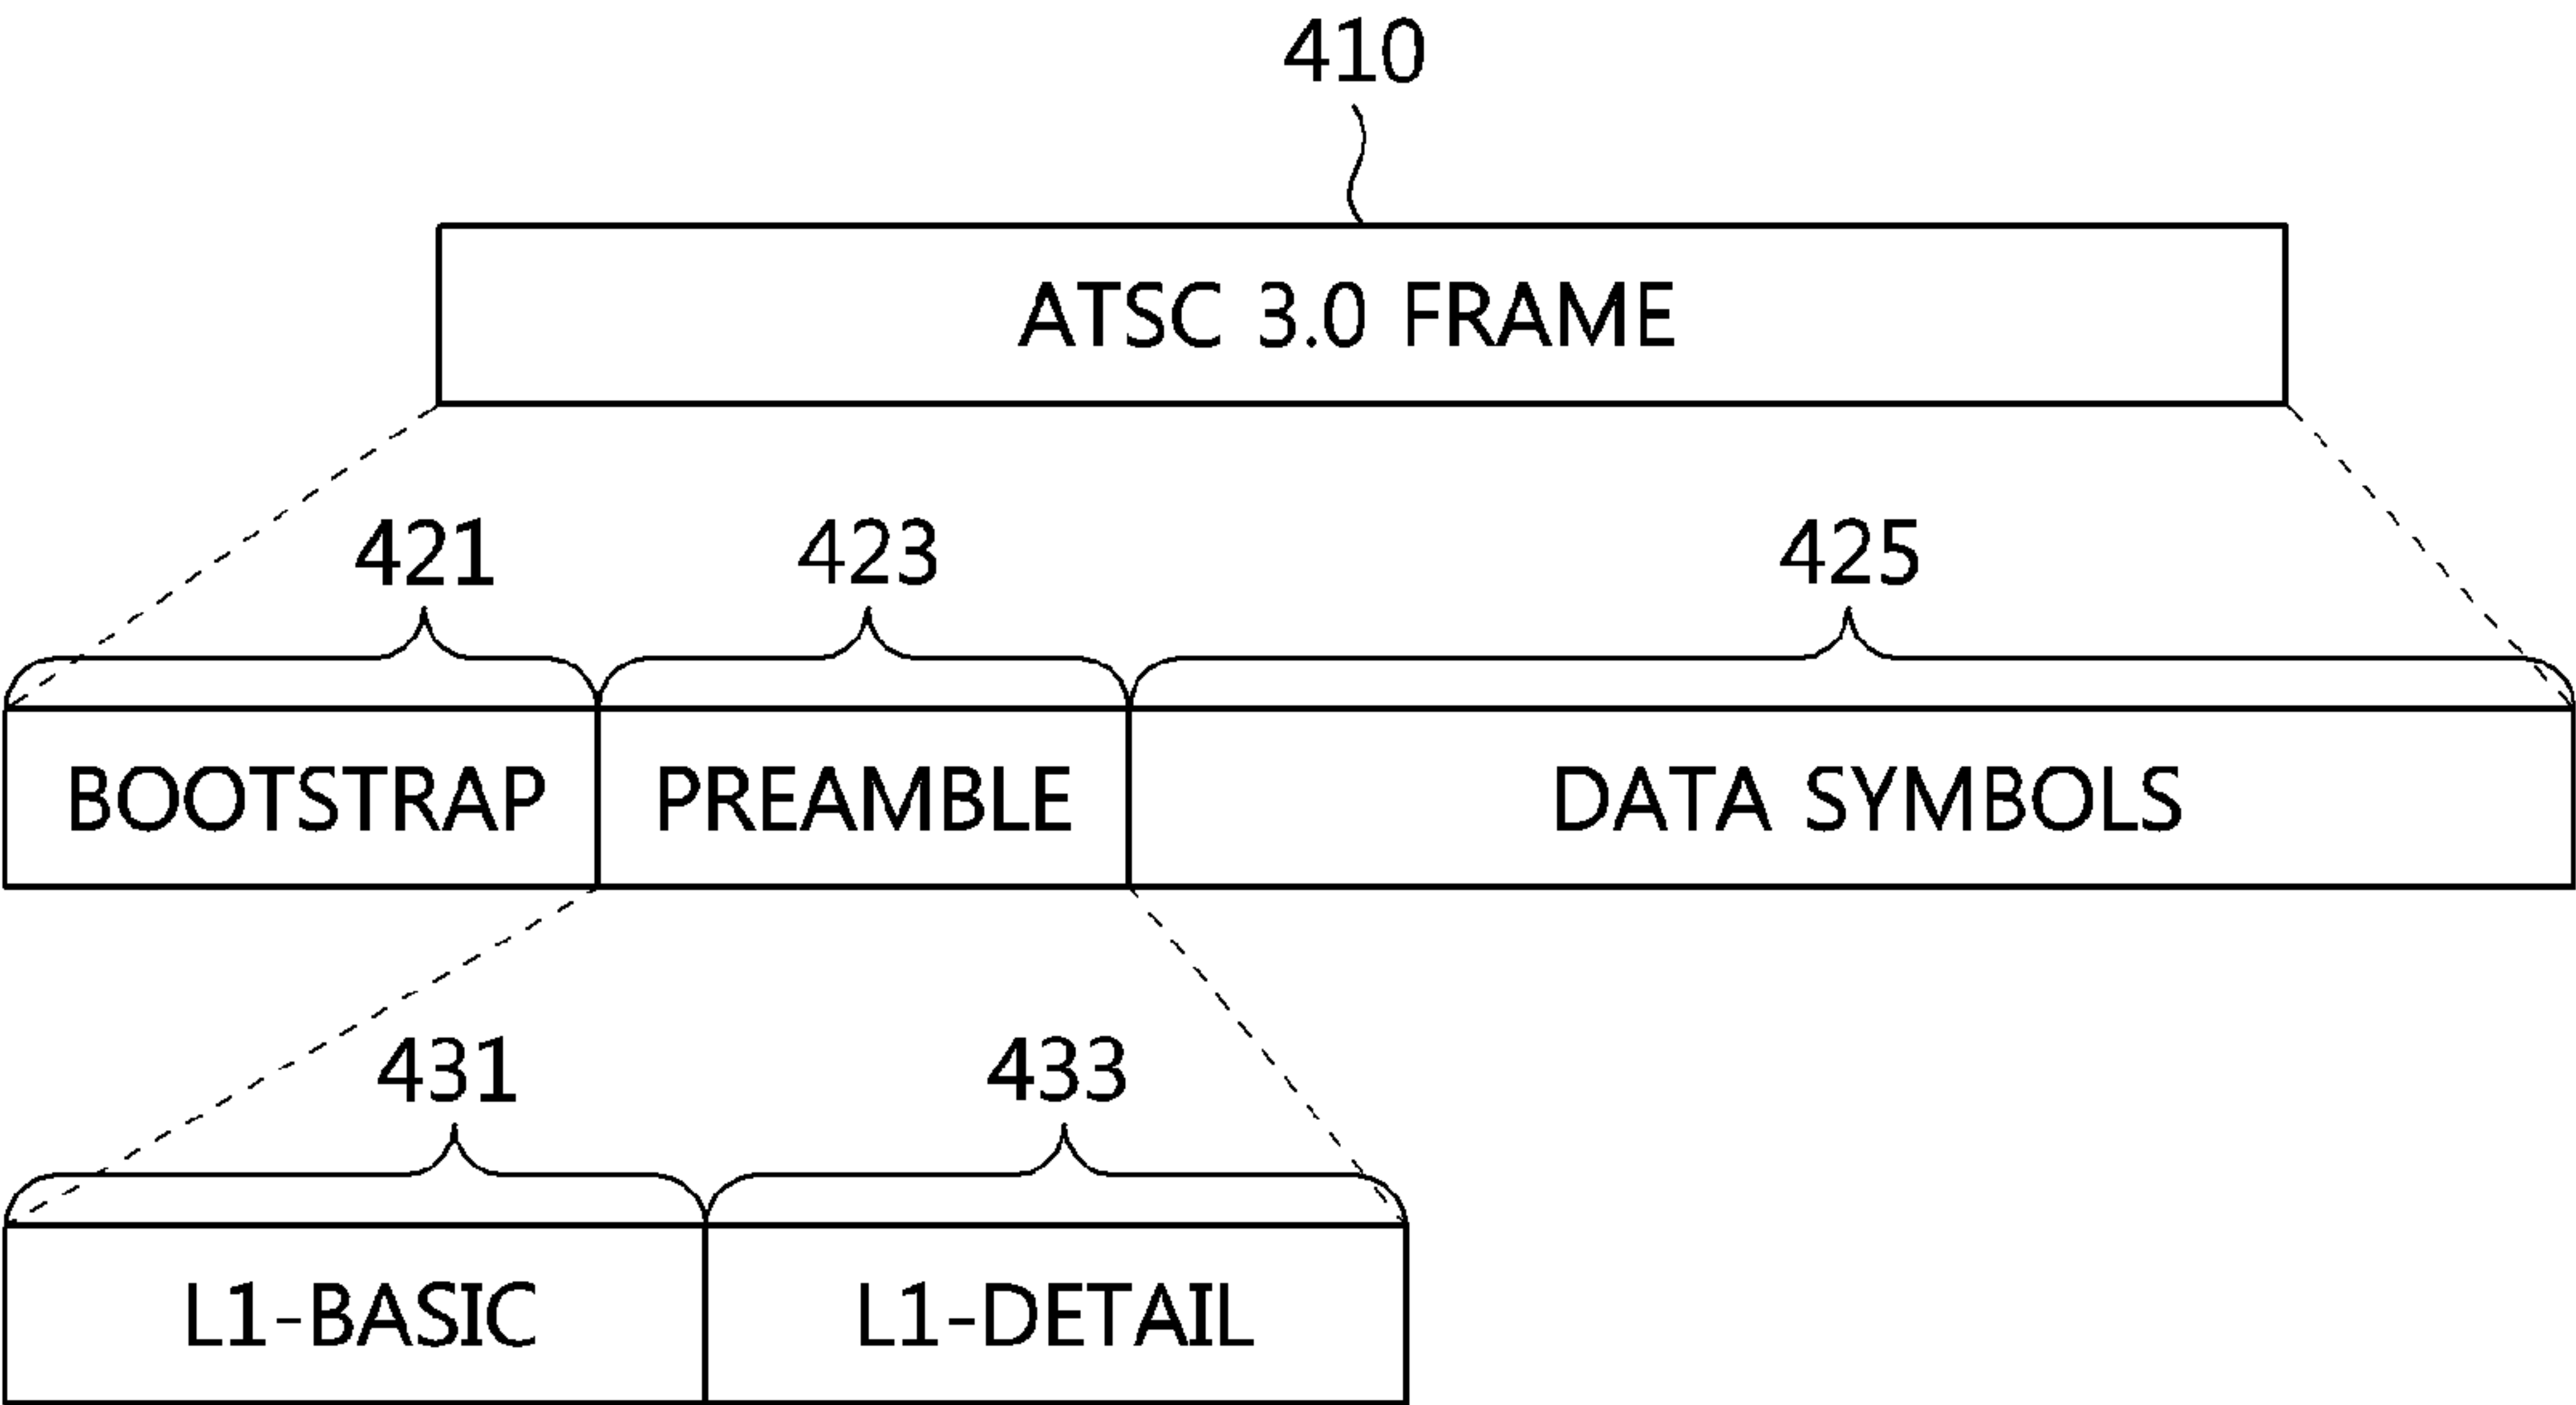 410
ATSC 3.0 FRAME
421 423 425
BOOTSTRAP PREAMBLE DATA SYMBOLS
431 433
L1-BASIC L1-DETAIL